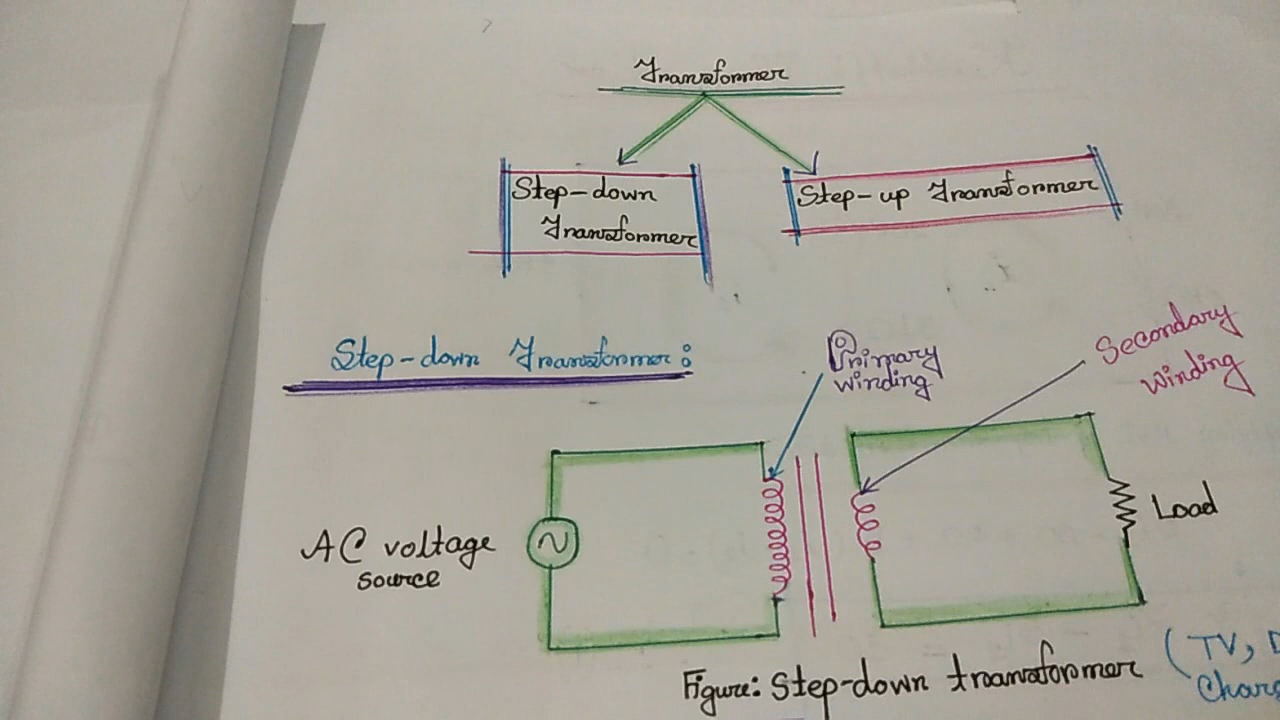 Transformer
Step-down
Transformer
Step-up Transformer
Step-down Transformer:
Primary
winding
Secondary
winding
AC voltage
source
Load
Figure: Step-down transformer
(TV,